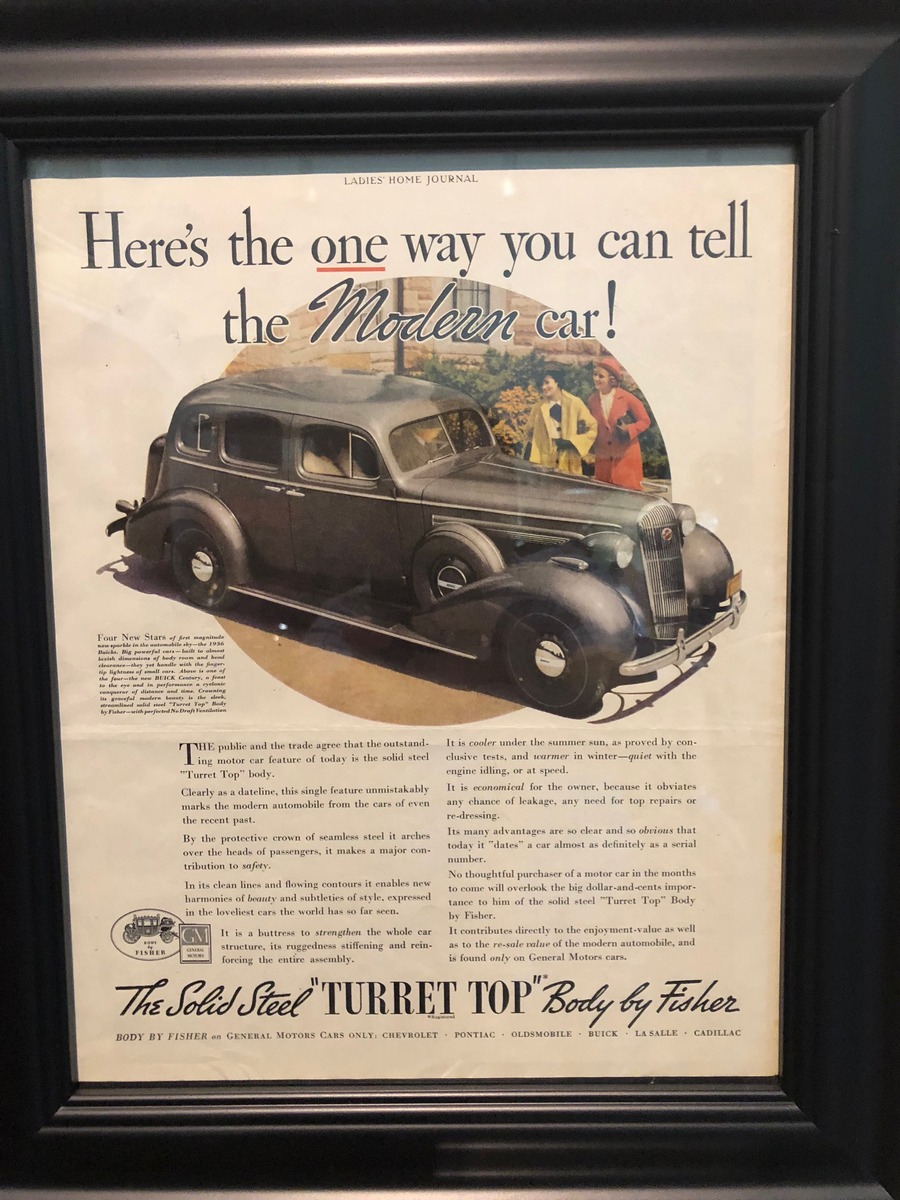 LADIES' HOME JOURNAL
Here's the one way you can tell
the Modern car!
Four New Stars of first magnitude
now sparkle in the automobile sky—the 1936
Buicks. Big powerful cars—built to almost
lavish dimensions of body room and head
clearance—they yet handle with the finger-
tip lightness of small cars. Above is one of
the four—the new BUICK Century, a feast
to the eye and in performance a cyclonic
conqueror of distance and time. Crowning
its graceful modern beauty is the sleek,
streamlined solid steel "Turret Top" Body
by Fisher—with perfected No Draft Ventilation
THE public and the trade agree that the outstand-
ing motor car feature of today is the solid steel
"Turret Top" body.
Clearly as a dateline, this single feature unmistakably
marks the modern automobile from the cars of even
the recent past.
By the protective crown of seamless steel it arches
over the heads of passengers, it makes a major con-
tribution to safety.
In its clean lines and flowing contours it enables new
harmonies of beauty and subtleties of style, expressed
in the loveliest cars the world has so far seen.
It is a buttress to strengthen the whole car
structure, its ruggedness stiffening and rein-
forcing the entire assembly.
It is cooler under the summer sun, as proved by con-
clusive tests, and warmer in winter—quiet with the
engine idling, or at speed.
It is economical for the owner, because it obviates
any chance of leakage, any need for top repairs or
re-dressing.
Its many advantages are so clear and so obvious that
today it "dates" a car almost as definitely as a serial
number.
No thoughtful purchaser of a motor car in the months
to come will overlook the big dollar-and-cents impor-
tance to him of the solid steel "Turret Top" Body
by Fisher.
It contributes directly to the enjoyment-value as well
as to the re-sale value of the modern automobile, and
is found only on General Motors cars.
BODY
by
FISHER
GM
GENERAL
MOTORS
The Solid Steel "TURRET TOP"* Body by Fisher
*Registered
BODY BY FISHER on GENERAL MOTORS CARS ONLY: CHEVROLET · PONTIAC · OLDSMOBILE · BUICK · LA SALLE · CADILLAC